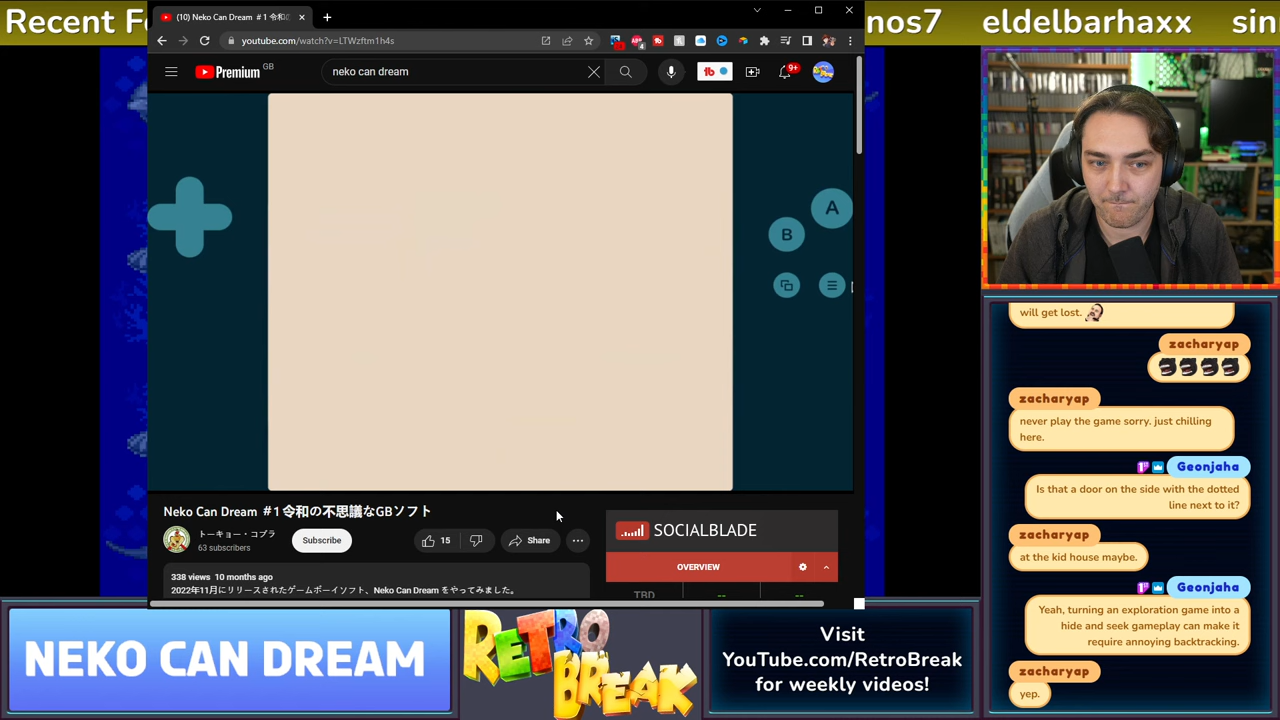 Recent Fo
nos7 eldelbarhaxx sin
(10) Neko Can Dream #1 令和の
youtube.com/watch?v=LTWzftm1h4s
Premium GB
neko can dream
9+
A
B
Neko Can Dream #1 令和の不思議なGBソフト
トーキョー・コブラ
63 subscribers
Subscribe
15
Share
338 views 10 months ago
2022年11月にリリースされたゲームボーイソフト、Neko Can Dream をやってみました。
SOCIALBLADE
OVERVIEW
TBD -- --
will get lost.
zacharyap
zacharyap
never play the game sorry. just chilling
here.
Geonjaha
Is that a door on the side with the dotted
line next to it?
zacharyap
at the kid house maybe.
Geonjaha
Yeah, turning an exploration game into a
hide and seek gameplay can make it
require annoying backtracking.
zacharyap
yep.
NEKO CAN DREAM
RETRO
BREAK
Visit
YouTube.com/RetroBreak
for weekly videos!